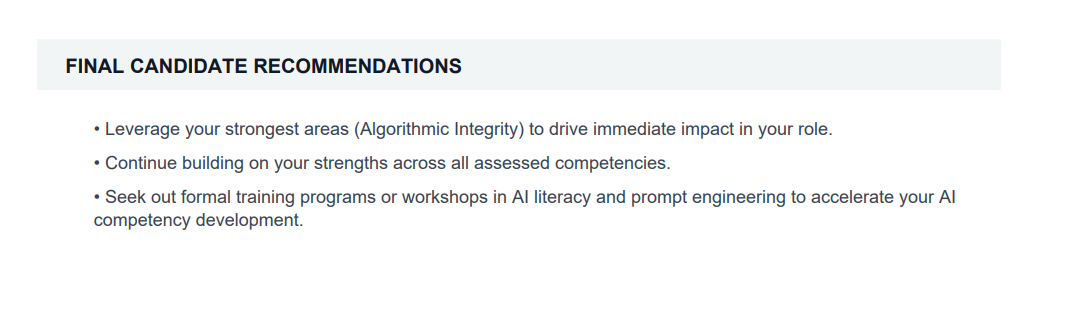 FINAL CANDIDATE RECOMMENDATIONS
• Leverage your strongest areas (Algorithmic Integrity) to drive immediate impact in your role.
• Continue building on your strengths across all assessed competencies.
• Seek out formal training programs or workshops in AI literacy and prompt engineering to accelerate your AI
competency development.